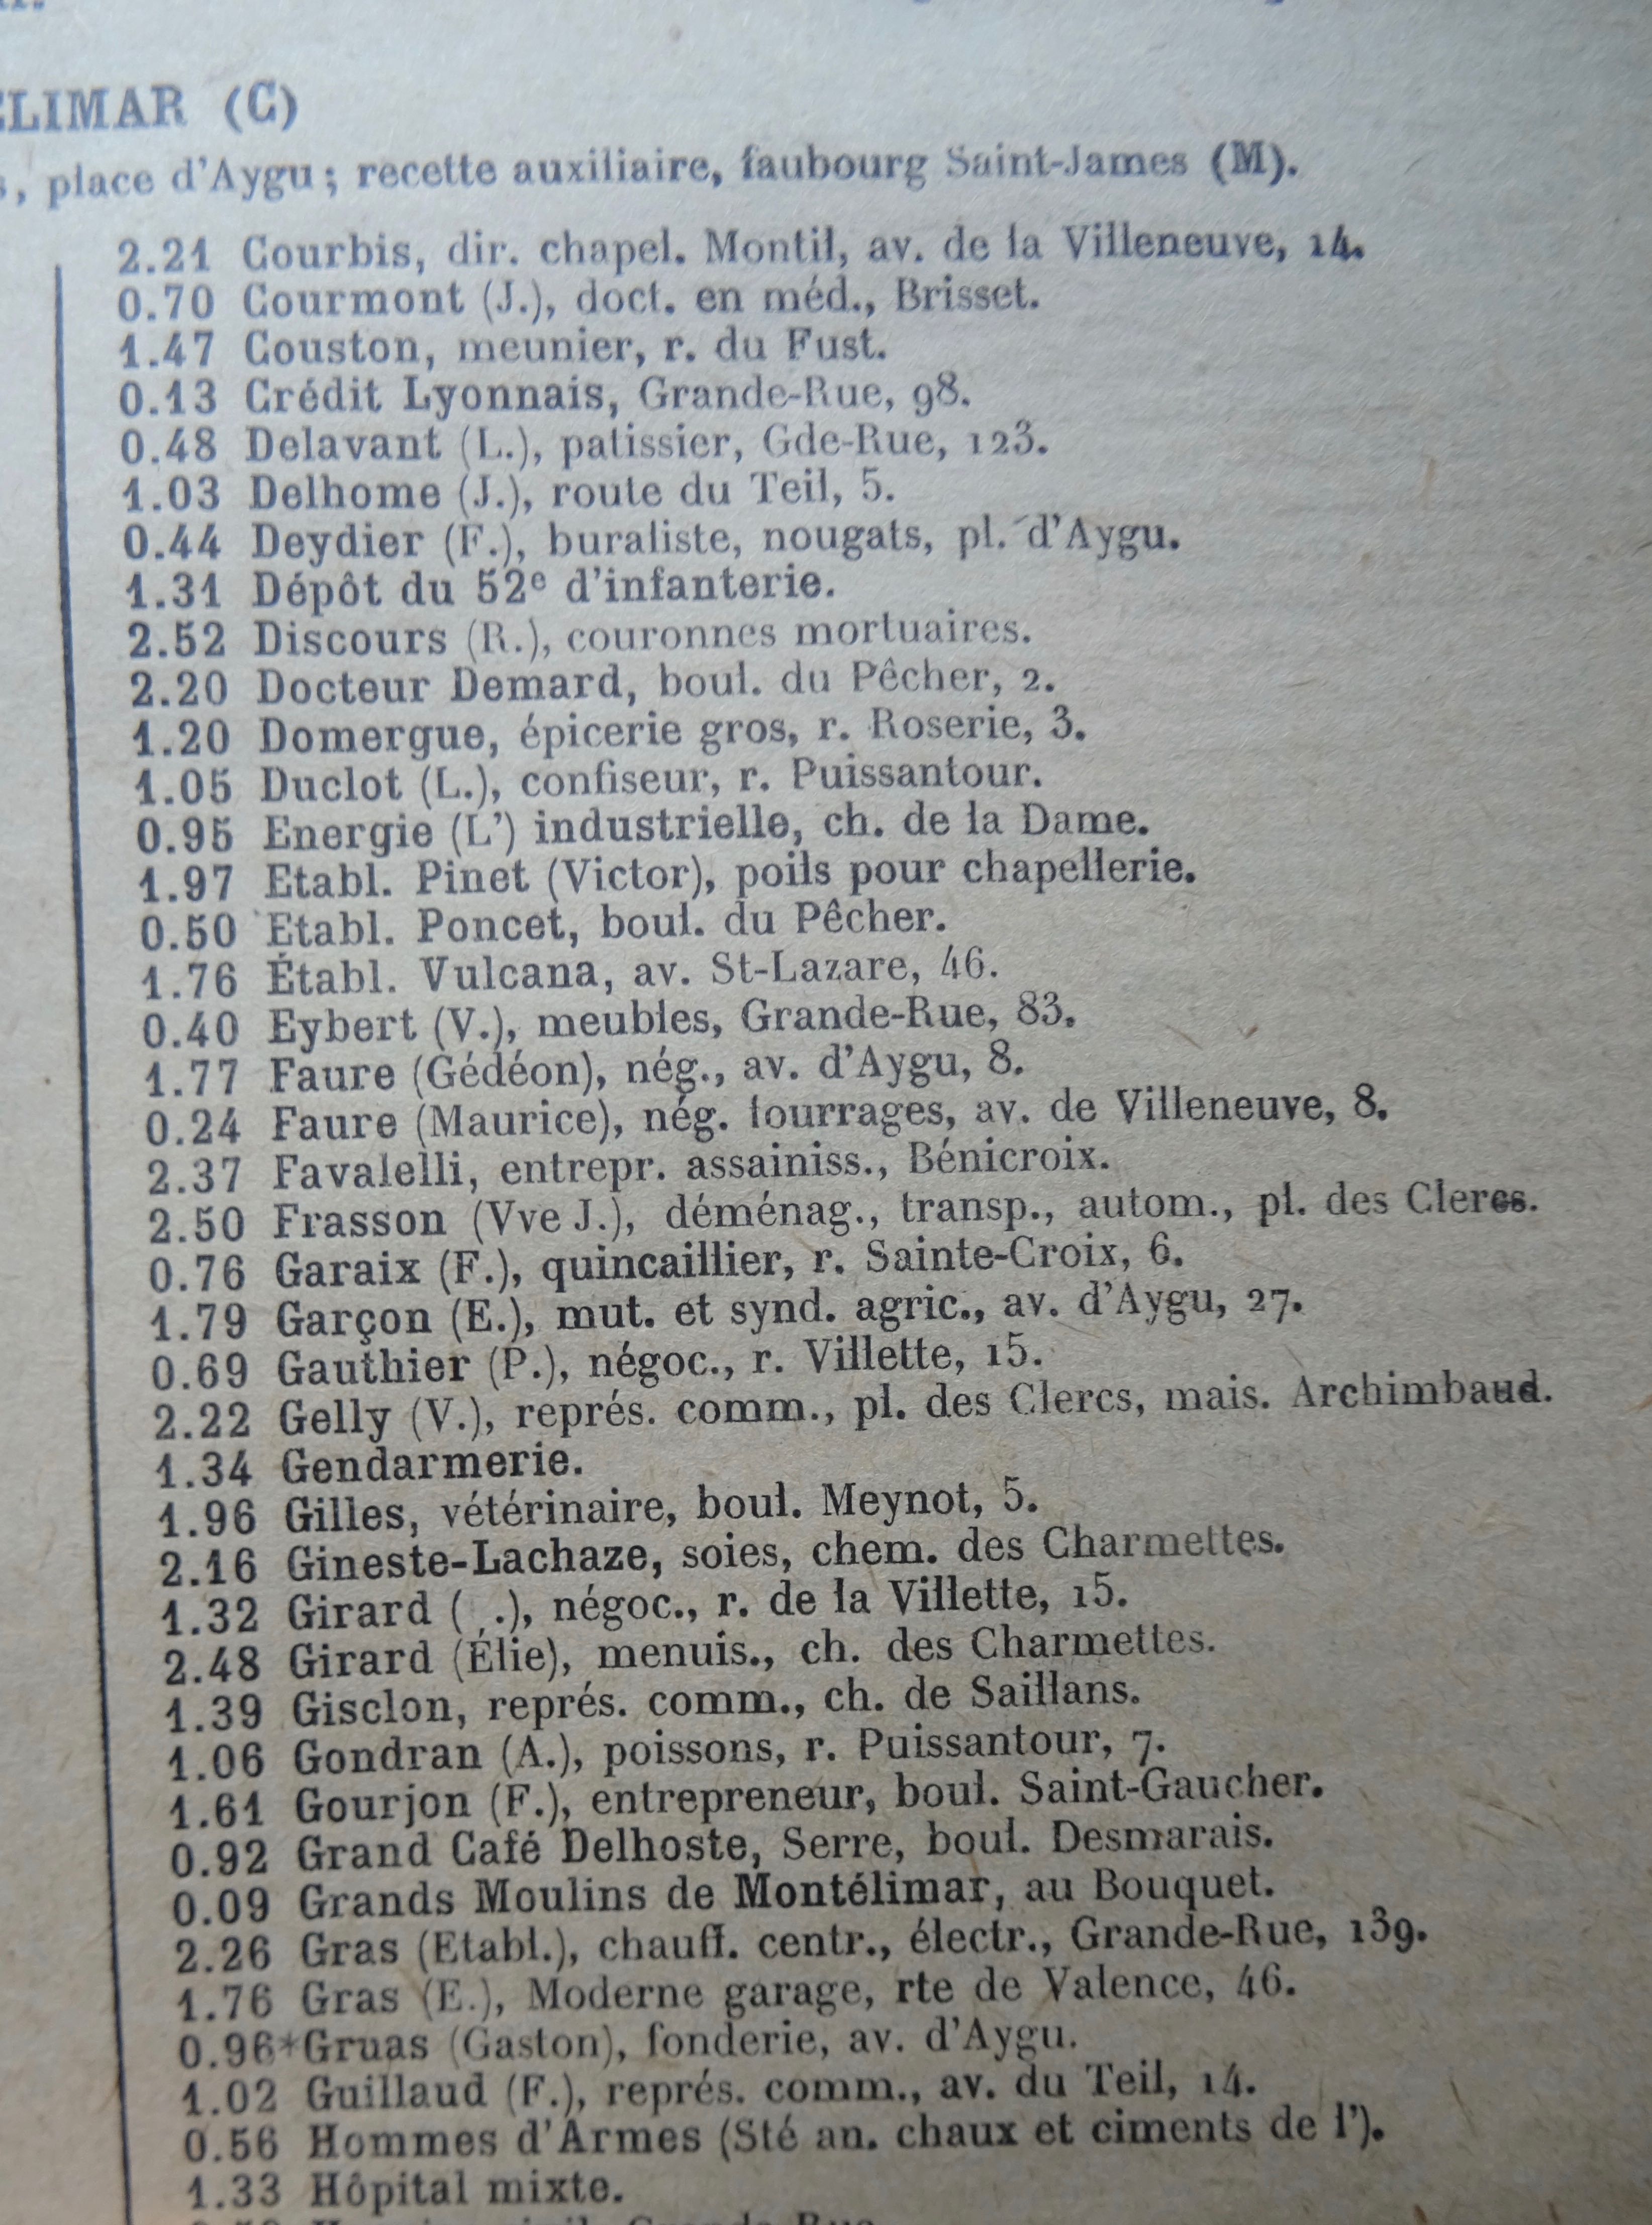 ELIMAR (C)
s, place d'Aygu ; recette auxiliaire, faubourg Saint-James (M).
2.21 Courbis, dir. chapel. Montil, av. de la Villeneuve, 14.
0.70 Courmont (J.), doct. en méd., Brisset.
1.47 Couston, meunier, r. du Fust.
0.13 Crédit Lyonnais, Grande-Rue, 98.
0.48 Delavant (L.), patissier, Gde-Rue, 123.
1.03 Delhome (J.), route du Teil, 5.
0.44 Deydier (F.), buraliste, nougats, pl. d'Aygu.
1.31 Dépôt du 52e d'infanterie.
2.52 Discours (R.), couronnes mortuaires.
2.20 Docteur Demard, boul. du Pêcher, 2.
1.20 Domergue, épicerie gros, r. Roserie, 3.
1.05 Duclot (L.), confiseur, r. Puissantour.
0.95 Energie (L') industrielle, ch. de la Dame.
1.97 Etabl. Pinet (Victor), poils pour chapellerie.
0.50 Etabl. Poncet, boul. du Pêcher.
1.76 Établ. Vulcana, av. St-Lazare, 46.
0.40 Eybert (V.), meubles, Grande-Rue, 83.
1.77 Faure (Gédéon), nég., av. d'Aygu, 8.
0.24 Faure (Maurice), nég. fourrages, av. de Villeneuve, 8.
2.37 Favalelli, entrepr. assainiss., Bénicroix.
2.50 Frasson (Vve J.), déménag., transp., autom., pl. des Clercs.
0.76 Garaix (F.), quincaillier, r. Sainte-Croix, 6.
1.79 Garçon (E.), mut. et synd. agric., av. d'Aygu, 27.
0.69 Gauthier (P.), négoc., r. Villette, 15.
2.22 Gelly (V.), représ. comm., pl. des Clercs, mais. Archimbaud.
1.34 Gendarmerie.
1.96 Gilles, vétérinaire, boul. Meynot, 5.
2.16 Gineste-Lachaze, soies, chem. des Charmettes.
1.32 Girard ( .), négoc., r. de la Villette, 15.
2.48 Girard (Élie), menuis., ch. des Charmettes.
1.39 Gisclon, représ. comm., ch. de Saillans.
1.06 Gondran (A.), poissons, r. Puissantour, 7.
1.61 Gourjon (F.), entrepreneur, boul. Saint-Gaucher.
0.92 Grand Café Delhoste, Serre, boul. Desmarais.
0.09 Grands Moulins de Montélimar, au Bouquet.
2.26 Gras (Etabl.), chauff. centr., électr., Grande-Rue, 139.
1.76 Gras (E.), Moderne garage, rte de Valence, 46.
0.96*Gruas (Gaston), fonderie, av. d'Aygu.
1.02 Guillaud (F.), représ. comm., av. du Teil, 14.
0.56 Hommes d'Armes (Sté an. chaux et ciments de l').
1.33 Hôpital mixte.